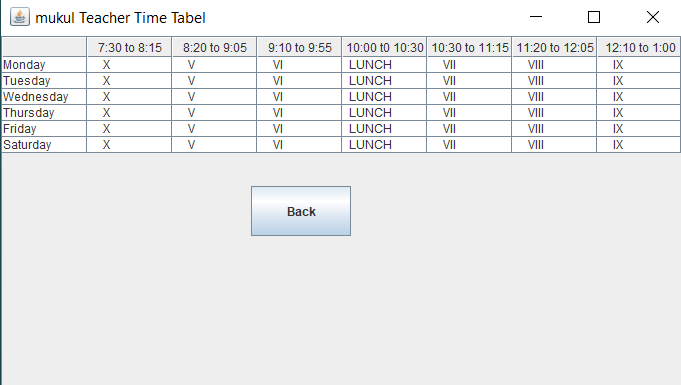 mukul Teacher Time Tabel
7:30 to 8:15 8:20 to 9:05 9:10 to 9:55 10:00 to 10:30 10:30 to 11:15 11:20 to 12:05 12:10 to 1:00
Monday X V VI LUNCH VII VIII IX
Tuesday X V VI LUNCH VII VIII IX
Wednesday X V VI LUNCH VII VIII IX
Thursday X V VI LUNCH VII VIII IX
Friday X V VI LUNCH VII VIII IX
Saturday X V VI LUNCH VII VIII IX
Back